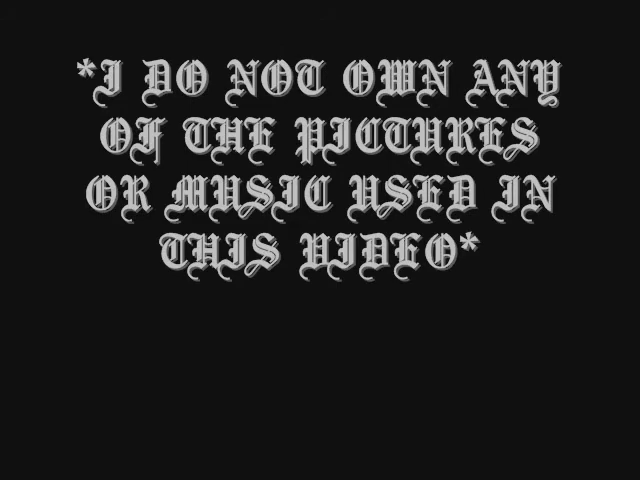 *I DO NOT OWN ANY
OF THE PICTURES
OR MUSIC USED IN
THIS VIDEO*